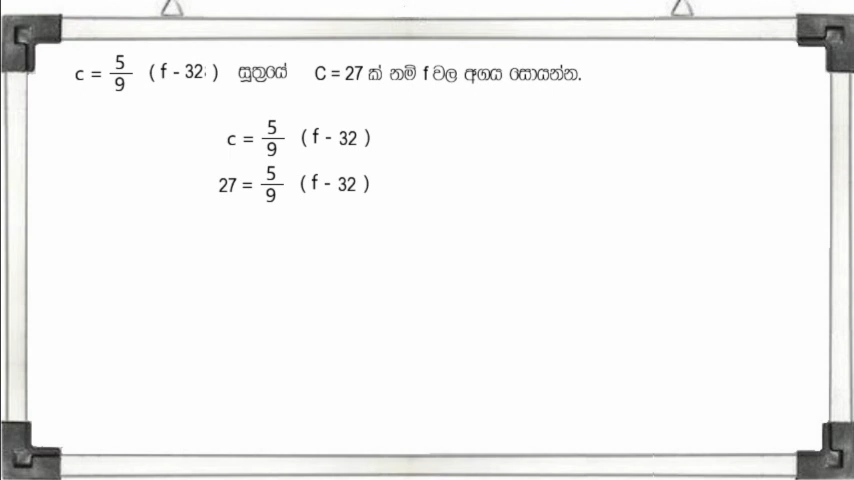 c = 5/9 ( f - 32 ) සූත්‍රයේ C = 27 ක් නම් f වල අගය සොයන්න.
c = 5/9 ( f - 32 )
27 = 5/9 ( f - 32 )